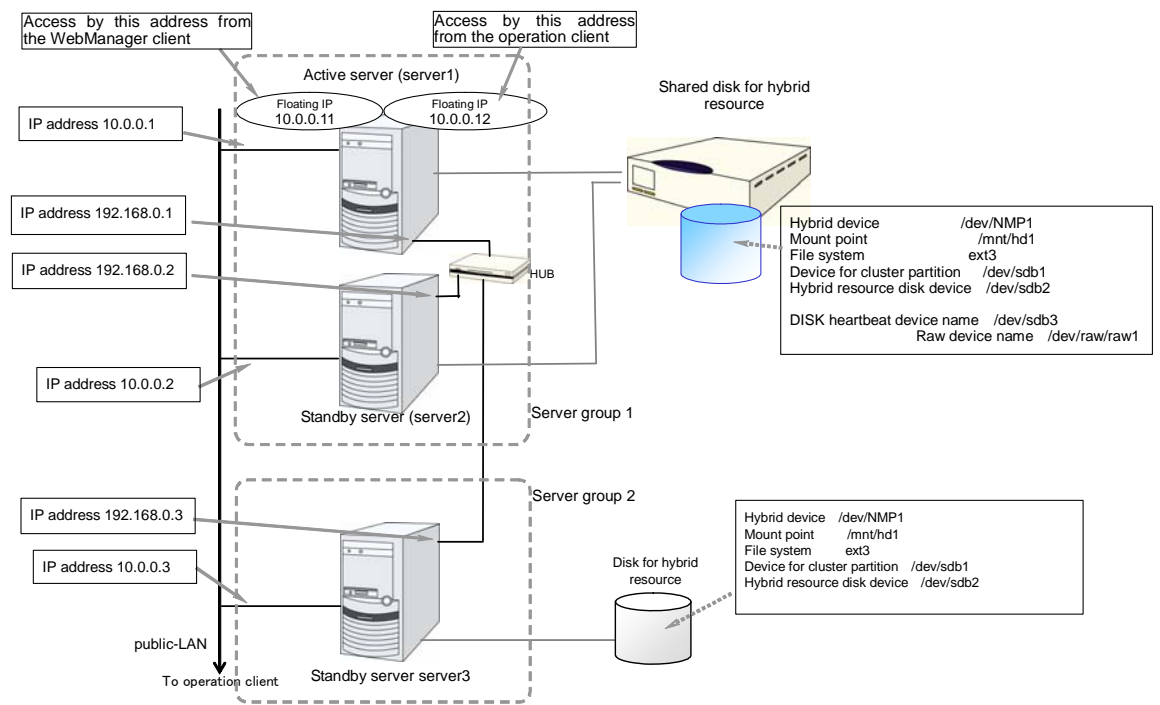 Access by this address from
the WebManager client
Access by this address
from the operation client
Active server (server1)
Floating IP
10.0.0.11
Floating IP
10.0.0.12
Shared disk for hybrid
resource
IP address 10.0.0.1
IP address 192.168.0.1
IP address 192.168.0.2
HUB
Hybrid device /dev/NMP1
Mount point /mnt/hd1
File system ext3
Device for cluster partition /dev/sdb1
Hybrid resource disk device /dev/sdb2
DISK heartbeat device name /dev/sdb3
Raw device name /dev/raw/raw1
IP address 10.0.0.2
Standby server (server2)
Server group 1
Server group 2
IP address 192.168.0.3
IP address 10.0.0.3
Disk for hybrid
resource
Hybrid device /dev/NMP1
Mount point /mnt/hd1
File system ext3
Device for cluster partition /dev/sdb1
Hybrid resource disk device /dev/sdb2
public-LAN
To operation client
Standby server server3